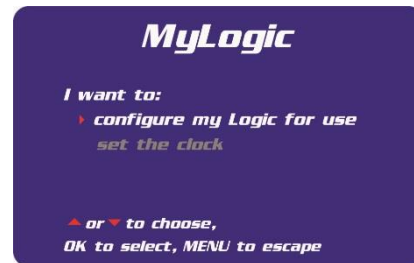 MyLogic
I want to:
configure my Logic for use
set the clock
or to choose,
OK to select, MENU to escape